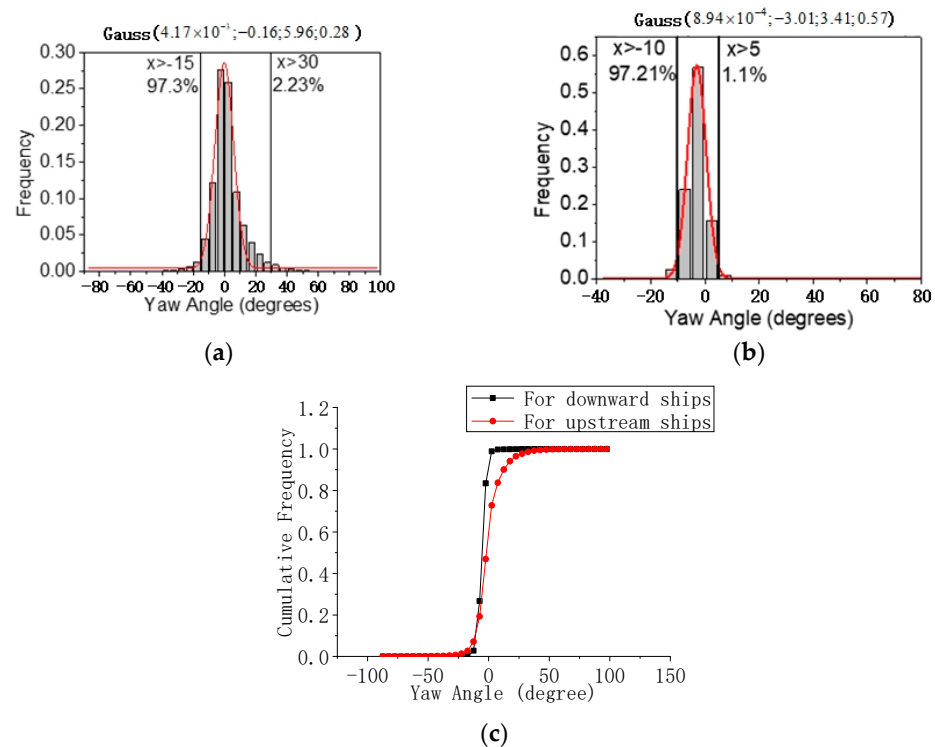 Gauss(4.17×10⁻³;−0.16;5.96;0.28)
x>-15
97.3%
x>30
2.23%
0.30
0.25
0.20
0.15
0.10
0.05
0.00
Frequency
-80 -60 -40 -20 0 20 40 60 80 100
Yaw Angle (degrees)
(a)
Gauss(8.94×10⁻⁴;−3.01;3.41;0.57)
x>-10
97.21%
x>5
1.1%
0.6
0.5
0.4
0.3
0.2
0.1
0.0
Frequency
-40 -20 0 20 40 60 80
Yaw Angle (degrees)
(b)
For downward ships
For upstream ships
1.2
1.0
0.8
0.6
0.4
0.2
0.0
Cumulative Frequency
-100 -50 0 50 100 150
Yaw Angle (degree)
(c)